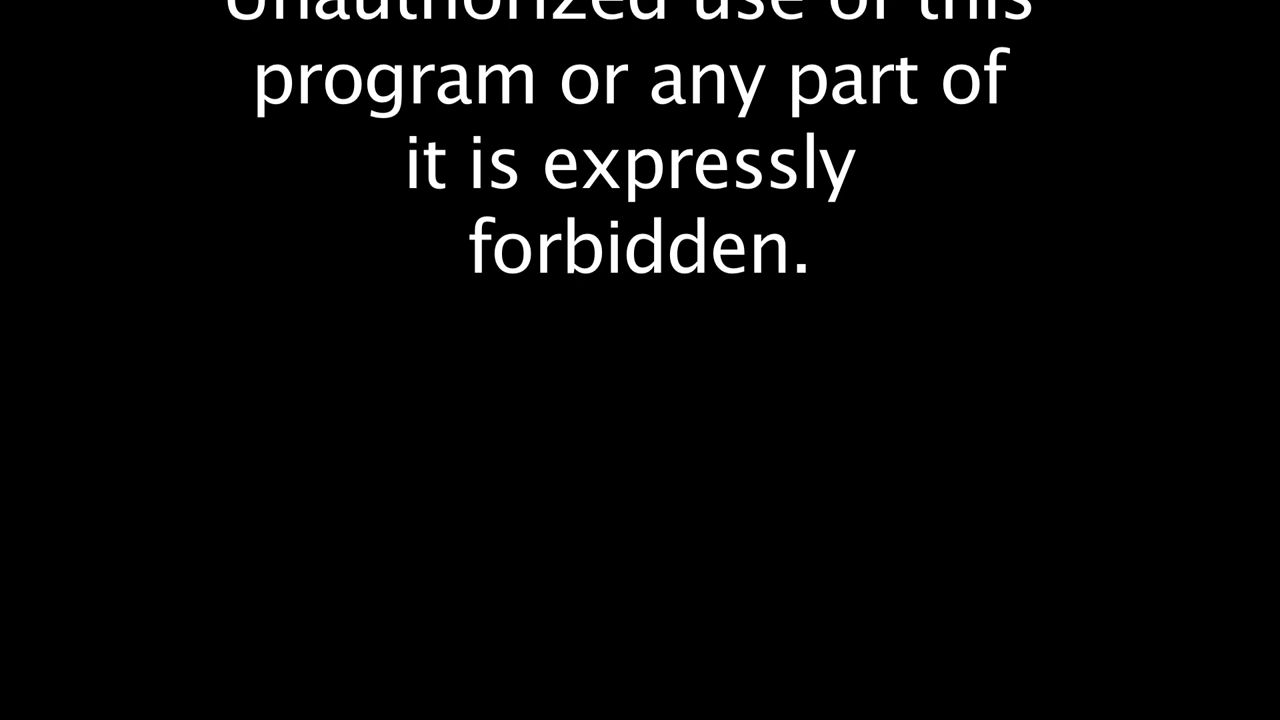 Unauthorized use of this
program or any part of
it is expressly
forbidden.